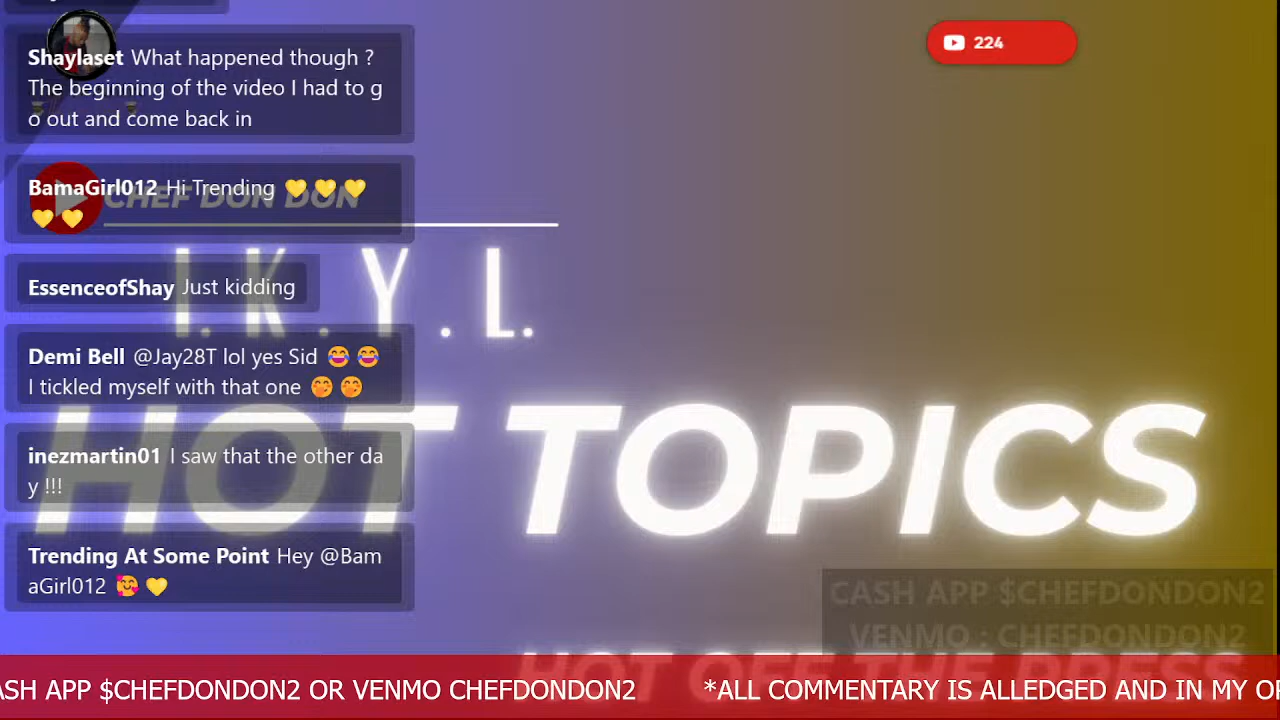 Shaylaset What happened though ?
The beginning of the video I had to g
o out and come back in
224
BamaGirl012 Hi Trending 💛 💛 💛
💛 💛
CHEF DON DON
I. K . Y . L.
EssenceofShay Just kidding
Demi Bell @Jay28T lol yes Sid 😂 😂
I tickled myself with that one 🤭 🤭
HOT TOPICS
inezmartin01 I saw that the other da
y !!!
Trending At Some Point Hey @Bam
aGirl012 🥰 💛
CASH APP $CHEFDONDON2
VENMO : CHEFDONDON2
HOT OFF THE PRESS
ASH APP $CHEFDONDON2 OR VENMO CHEFDONDON2 *ALL COMMENTARY IS ALLEDGED AND IN MY OP